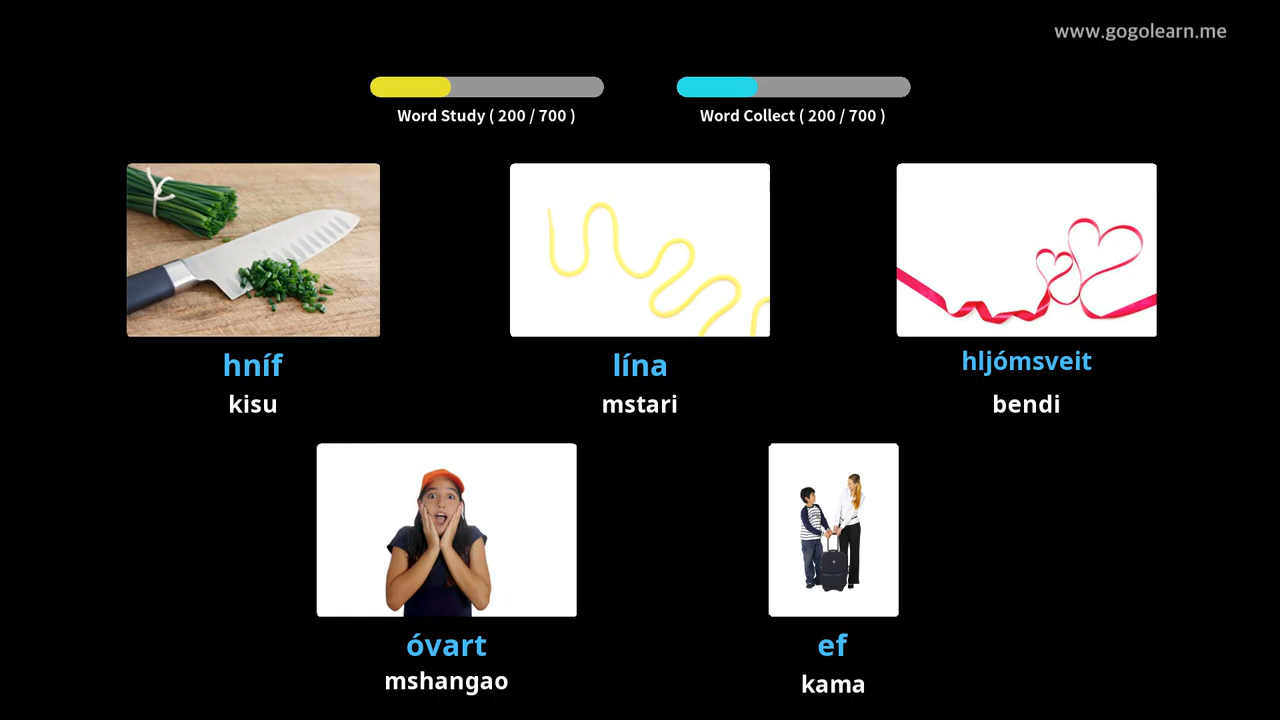 www.gogolearn.me
Word Study ( 200 / 700 )
Word Collect ( 200 / 700 )
hníf
kisu
lína
mstari
hljómsveit
bendi
óvart
mshangao
ef
kama